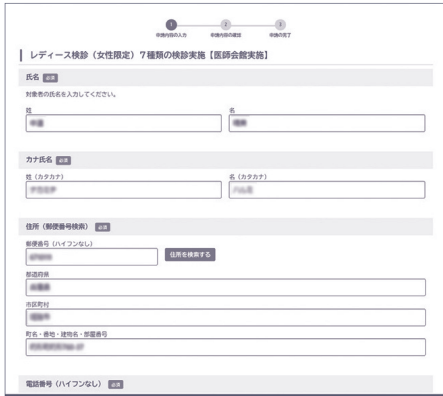 1 2 3
申請内容の入力 申請内容の確認 申請の完了
レディース検診（女性限定）７種類の検診実施【医師会館実施】
氏名 必須
対象者の氏名を入力してください。
姓 名
カナ氏名 必須
姓（カタカナ） 名（カタカナ）
住所（郵便番号検索） 必須
郵便番号（ハイフンなし）
住所を検索する
都道府県
市区町村
町名・番地・建物名・部屋番号
電話番号（ハイフンなし） 必須